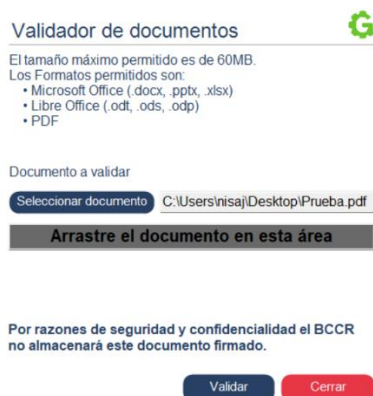 Validador de documentos
G
El tamaño máximo permitido es de 60MB.
Los Formatos permitidos son:
• Microsoft Office (.docx, .pptx, .xlsx)
• Libre Office (.odt, .ods, .odp)
• PDF
Documento a validar
Seleccionar documento C:\Users\nisaj\Desktop\Prueba.pdf
Arrastre el documento en esta área
Por razones de seguridad y confidencialidad el BCCR
no almacenará este documento firmado.
Validar Cerrar